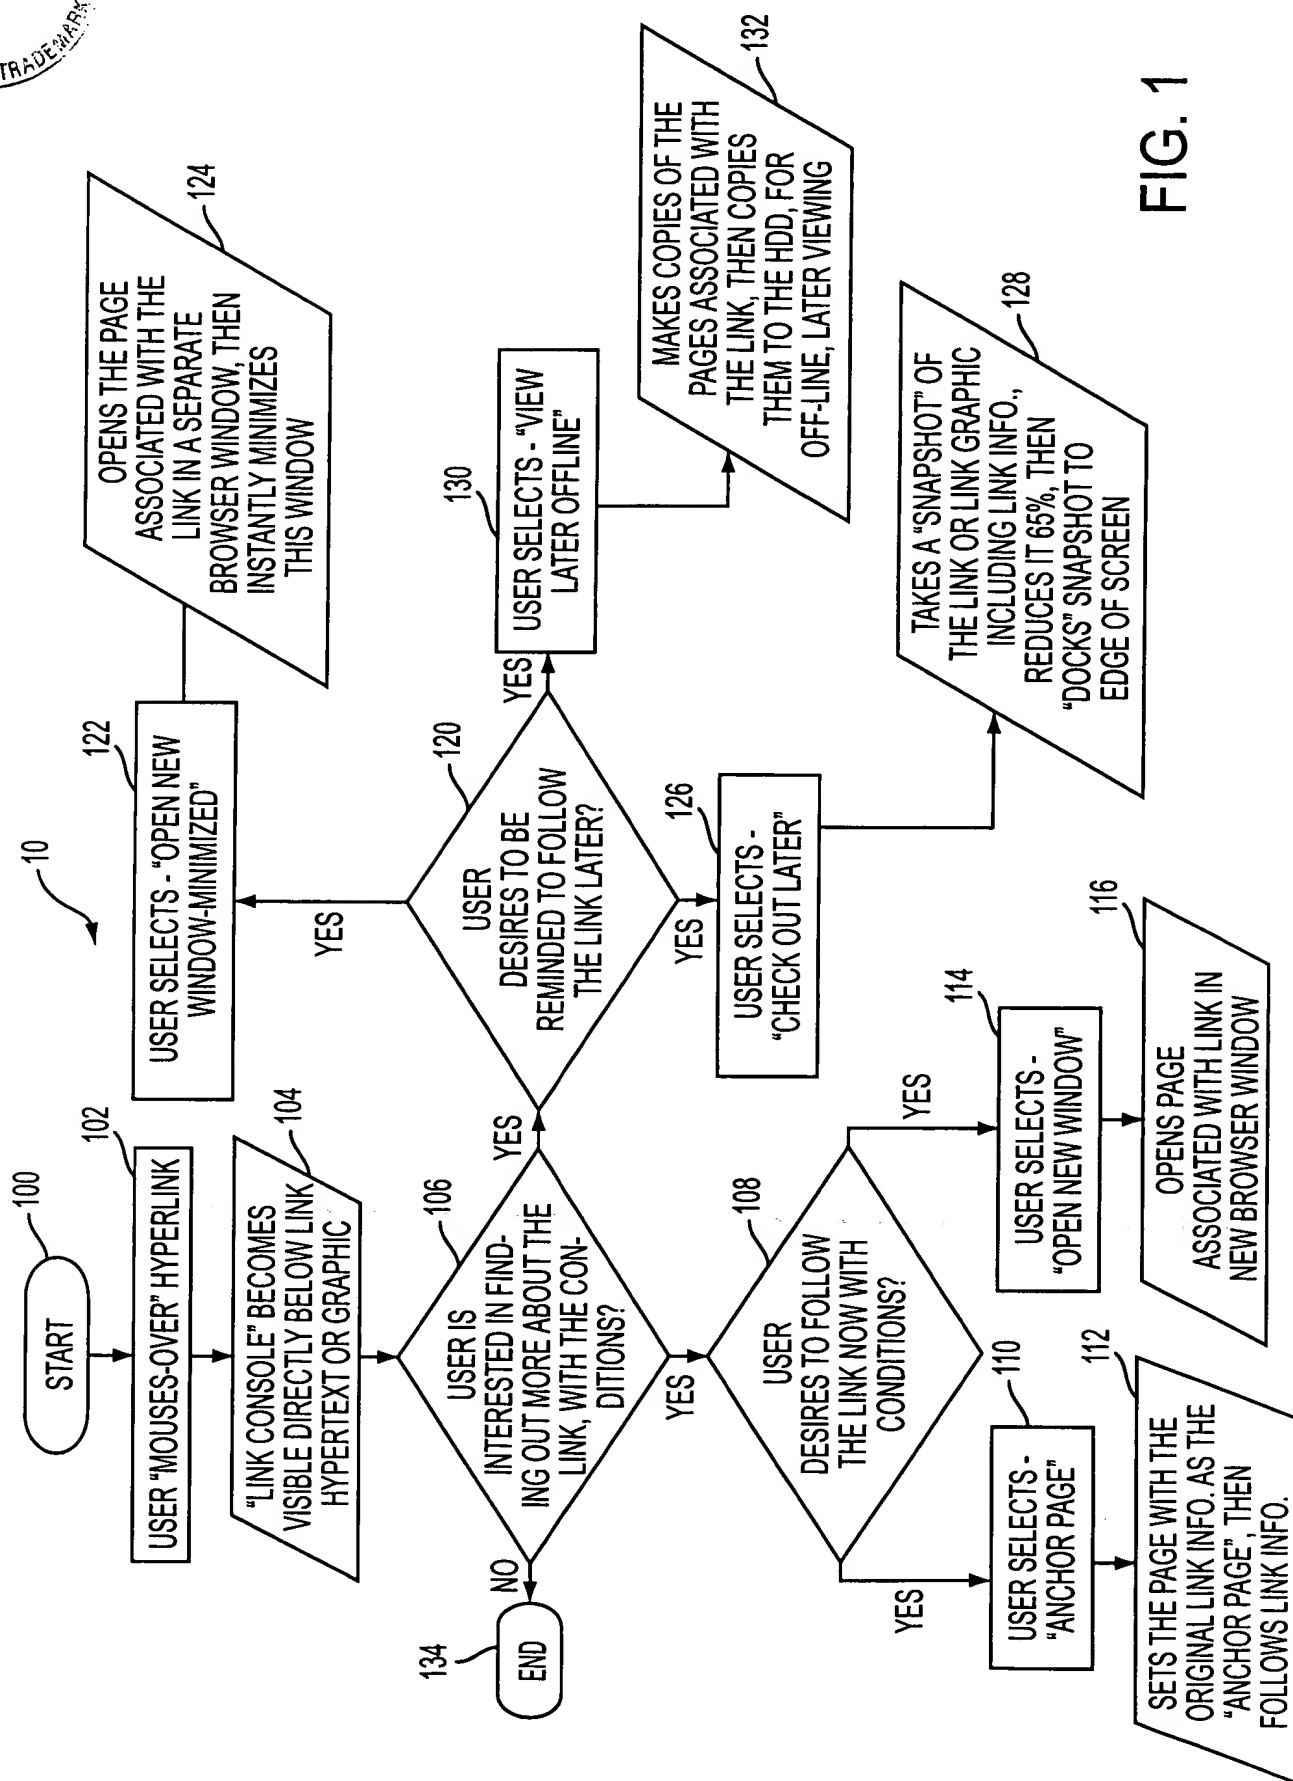 TRADEMARK
10
100
START
102
USER "MOUSES-OVER" HYPERLINK
104
"LINK CONSOLE" BECOMES
VISIBLE DIRECTLY BELOW LINK
HYPERTEXT OR GRAPHIC
106
USER IS
INTERESTED IN FIND-
ING OUT MORE ABOUT THE
LINK, WITH THE CON-
DITIONS?
NO
134
END
YES
YES
108
USER
DESIRES TO FOLLOW
THE LINK NOW WITH
CONDITIONS?
YES
110
USER SELECTS -
"ANCHOR PAGE"
112
SETS THE PAGE WITH THE
ORIGINAL LINK INFO. AS THE
"ANCHOR PAGE", THEN
FOLLOWS LINK INFO.
YES
114
USER SELECTS -
"OPEN NEW WINDOW"
116
OPENS PAGE
ASSOCIATED WITH LINK IN
NEW BROWSER WINDOW
120
USER
DESIRES TO BE
REMINDED TO FOLLOW
THE LINK LATER?
YES
122
USER SELECTS - "OPEN NEW
WINDOW-MINIMIZED"
124
OPENS THE PAGE
ASSOCIATED WITH THE
LINK IN A SEPARATE
BROWSER WINDOW, THEN
INSTANTLY MINIMIZES
THIS WINDOW
YES
126
USER SELECTS -
"CHECK OUT LATER"
128
TAKES A "SNAPSHOT" OF
THE LINK OR LINK GRAPHIC
INCLUDING LINK INFO.,
REDUCES IT 65%, THEN
"DOCKS" SNAPSHOT TO
EDGE OF SCREEN
YES
130
USER SELECTS - "VIEW
LATER OFFLINE"
132
MAKES COPIES OF THE
PAGES ASSOCIATED WITH
THE LINK, THEN COPIES
THEM TO THE HDD, FOR
OFF-LINE, LATER VIEWING
FIG. 1